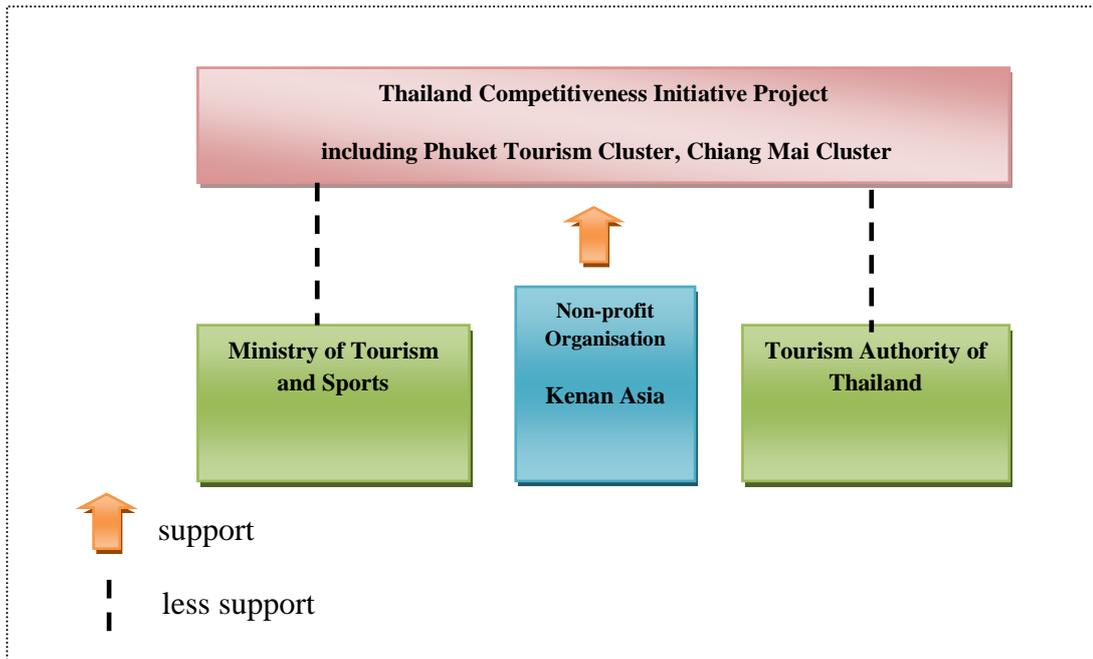 Thailand Competitiveness Initiative Project
including Phuket Tourism Cluster, Chiang Mai Cluster
Ministry of Tourism
and Sports
Non-profit
Organisation
Kenan Asia
Tourism Authority of
Thailand
support
less support